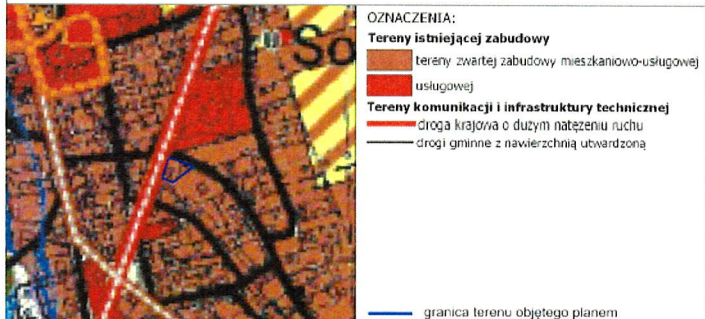 OZNACZENIA:
Tereny istniejącej zabudowy
tereny zwartej zabudowy mieszkaniowo-usługowej
usługowej
Tereny komunikacji i infrastruktury technicznej
droga krajowa o dużym natężeniu ruchu
drogi gminne z nawierzchnią utwardzoną
So
granica terenu objętego planem